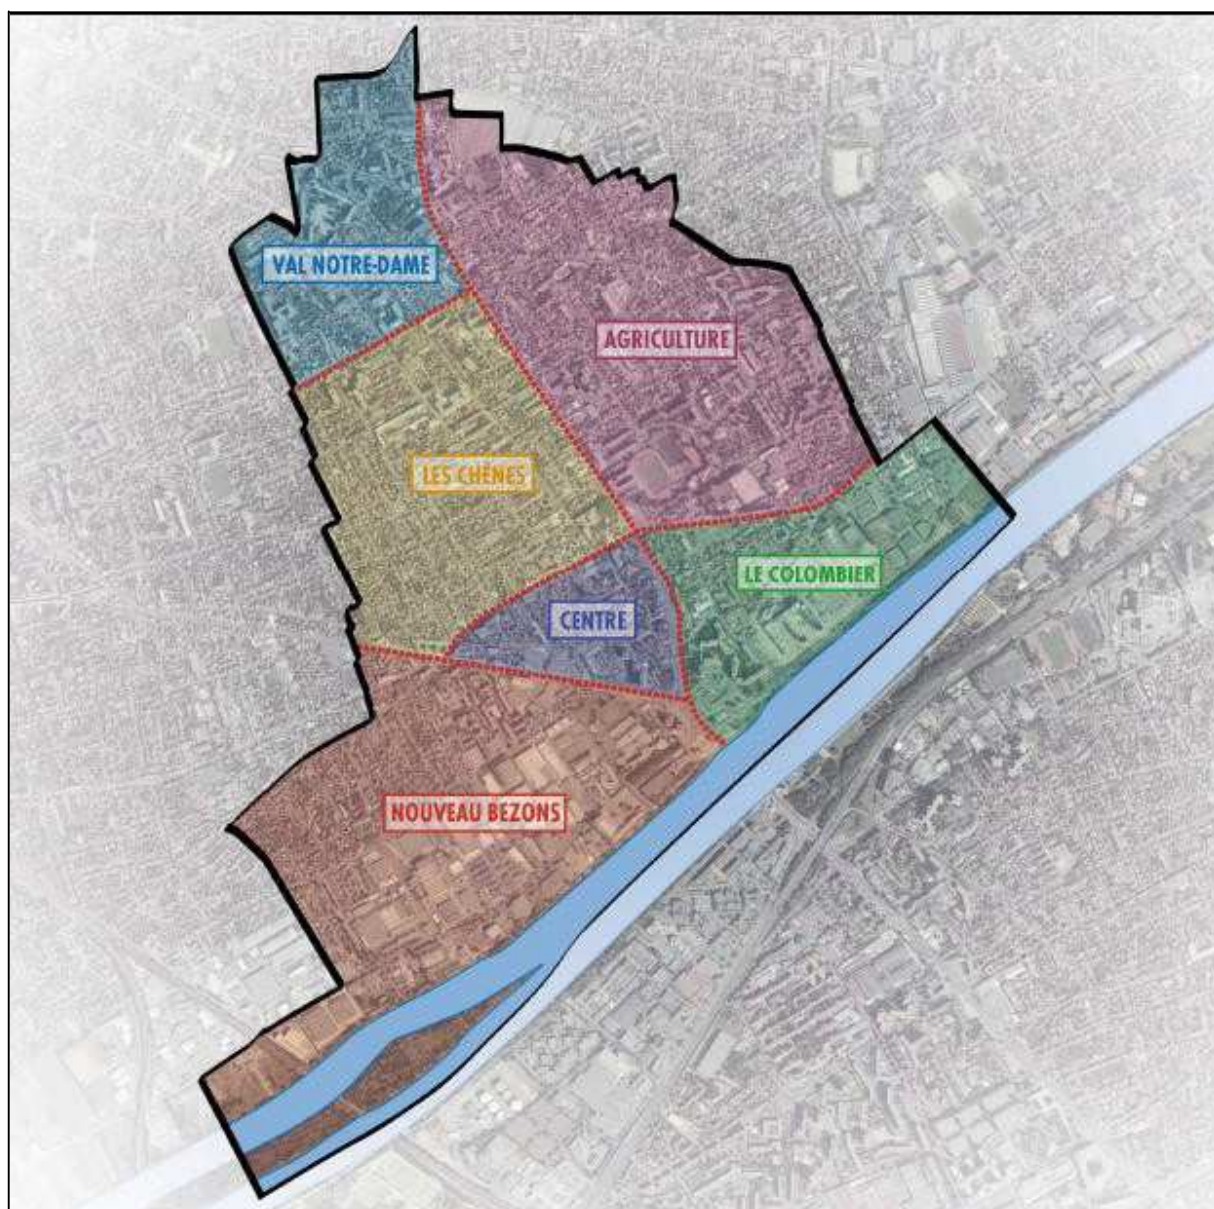 VAL NOTRE-DAME
AGRICULTURE
LES CHÊNES
LE COLOMBIER
CENTRE
NOUVEAU BEZONS